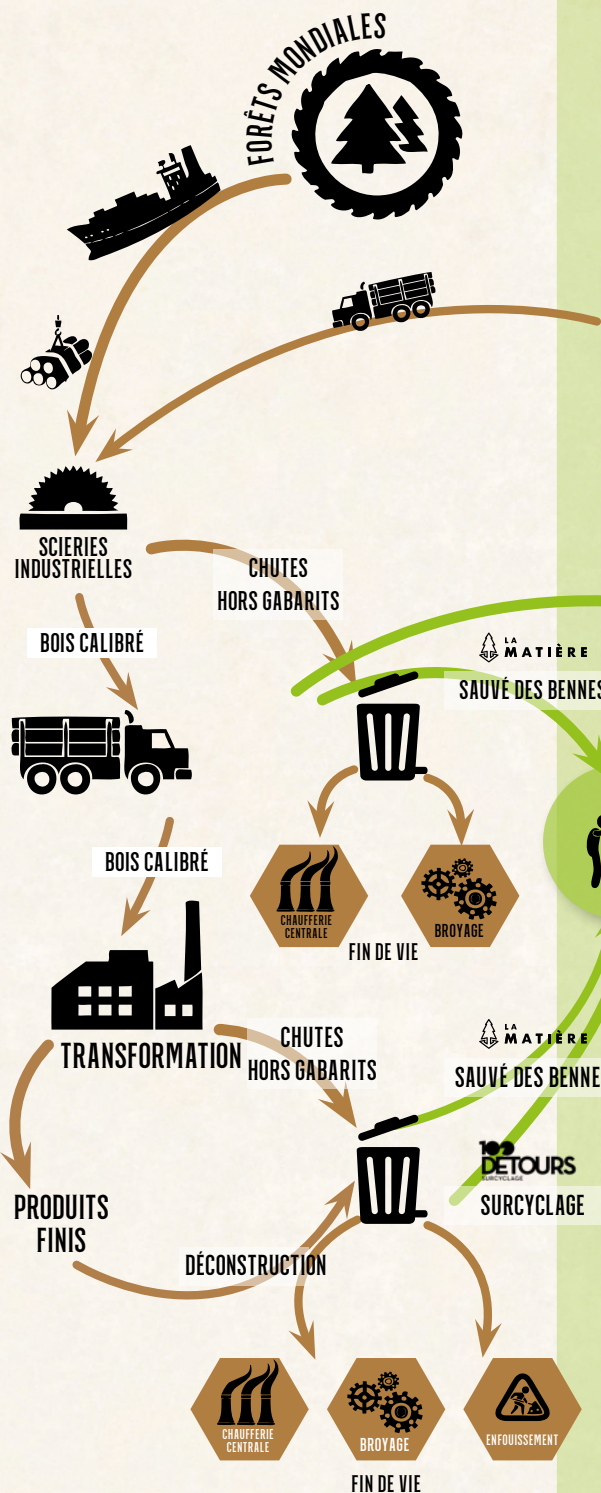 FORÊTS MONDIALES
SCIERIES
INDUSTRIELLES
CHUTES
HORS GABARITS
BOIS CALIBRÉ
LA
MATIÈRE
SAUVÉ DES BENNES
BOIS CALIBRÉ
CHAUFFERIE
CENTRALE
BROYAGE
FIN DE VIE
TRANSFORMATION
CHUTES
HORS GABARITS
LA
MATIÈRE
SAUVÉ DES BENNE
100
DETOURS
SURCYCLAGE
SURCYCLAGE
PRODUITS
FINIS
DÉCONSTRUCTION
CHAUFFERIE
CENTRALE
BROYAGE
ENFOUISSEMENT
FIN DE VIE